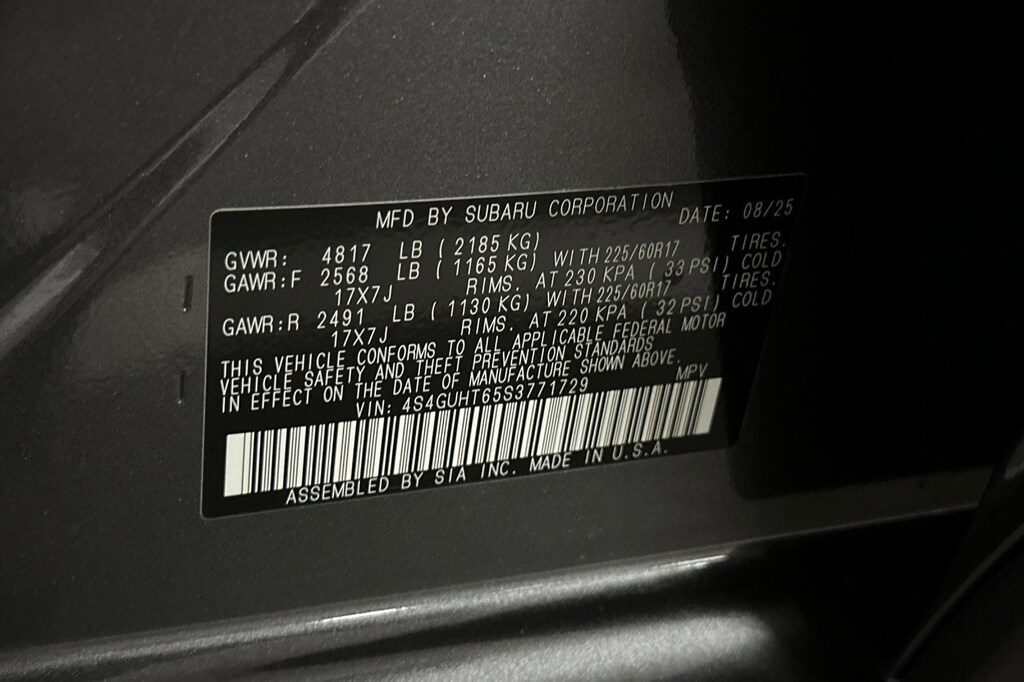 MFD BY SUBARU CORPORATION DATE: 08/25
GVWR: 4817 LB ( 2185 KG)
GAWR:F 2568 LB ( 1165 KG) WITH 225/60R17 TIRES.
17X7J RIMS. AT 230 KPA ( 33 PSI) COLD
GAWR:R 2491 LB ( 1130 KG) WITH 225/60R17 TIRES.
17X7J RIMS. AT 220 KPA ( 32 PSI) COLD
THIS VEHICLE CONFORMS TO ALL APPLICABLE FEDERAL MOTOR
VEHICLE SAFETY AND THEFT PREVENTION STANDARDS
IN EFFECT ON THE DATE OF MANUFACTURE SHOWN ABOVE.
VIN: 4S4GUHT65S3771729 MPV
ASSEMBLED BY SIA INC. MADE IN U.S.A.